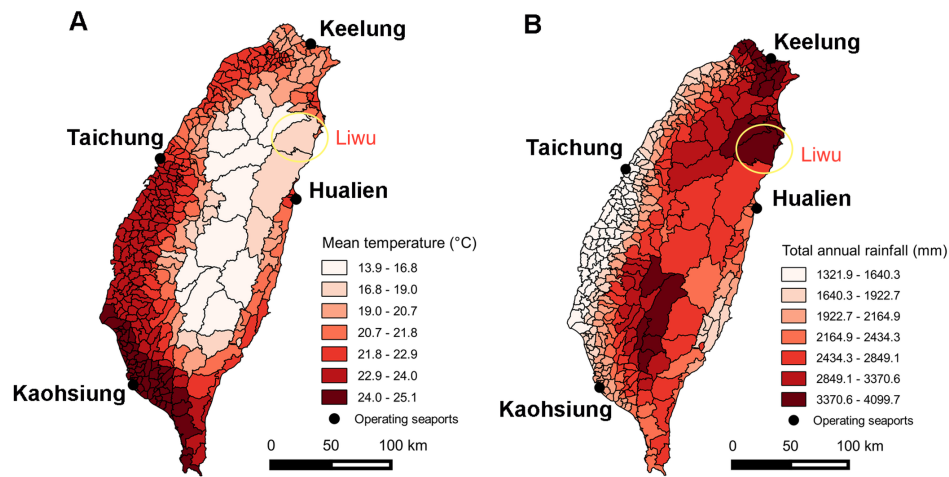 A
Keelung
Taichung
Liwu
Hualien
Mean temperature (°C)
13.9 - 16.8
16.8 - 19.0
19.0 - 20.7
20.7 - 21.8
21.8 - 22.9
22.9 - 24.0
24.0 - 25.1
Operating seaports
Kaohsiung
0 50 100 km
B
Keelung
Taichung
Liwu
Hualien
Total annual rainfall (mm)
1321.9 - 1640.3
1640.3 - 1922.7
1922.7 - 2164.9
2164.9 - 2434.3
2434.3 - 2849.1
2849.1 - 3370.6
3370.6 - 4099.7
Operating seaports
Kaohsiung
0 50 100 km